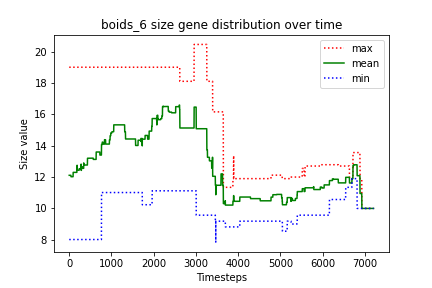 boids_6 size gene distribution over time
max
mean
min
Size value
20
18
16
14
12
10
8
0 1000 2000 3000 4000 5000 6000 7000
Timesteps